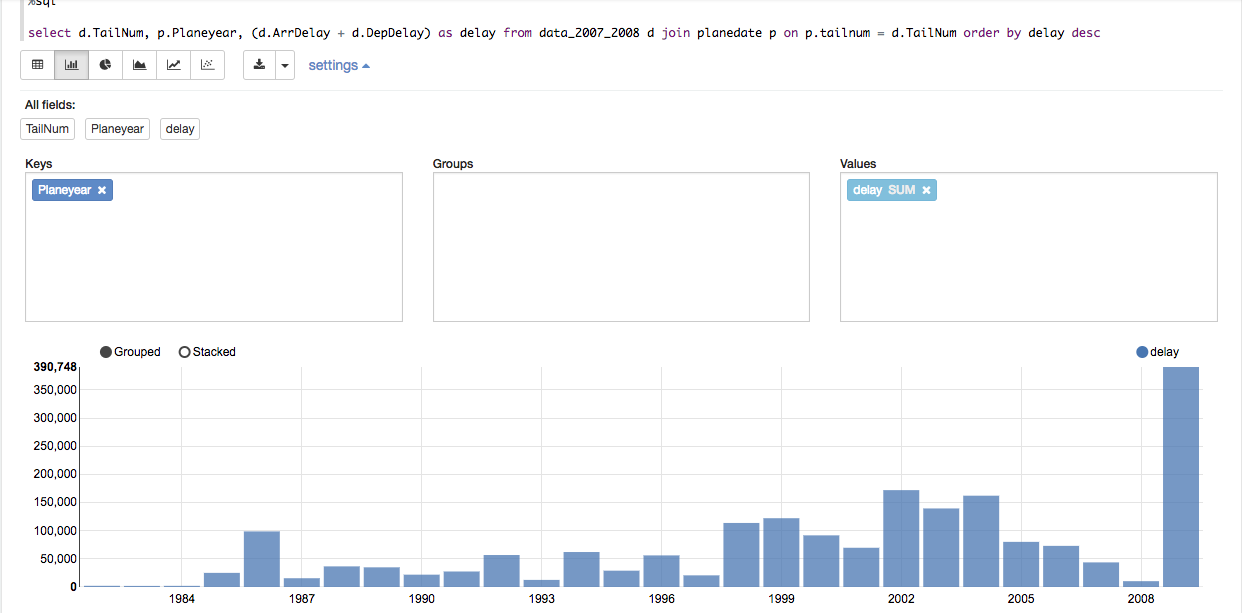 %sql
select d.TailNum, p.Planeyear, (d.ArrDelay + d.DepDelay) as delay from data_2007_2008 d join planedate p on p.tailnum = d.TailNum order by delay desc
settings
All fields:
TailNum Planeyear delay
Keys Groups Values
Planeyear × delay SUM ×
Grouped Stacked delay
390,748
350,000
300,000
250,000
200,000
150,000
100,000
50,000
0
1984 1987 1990 1993 1996 1999 2002 2005 2008